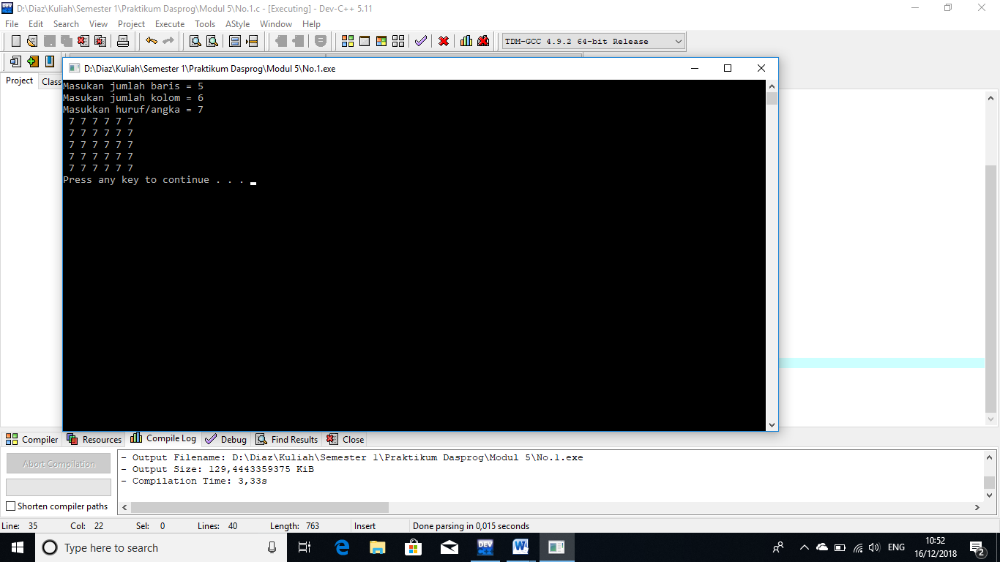 D:\Diaz\Kuliah\Semester 1\Praktikum Dasprog\Modul 5\No.1.c - [Executing] - Dev-C++ 5.11
File Edit Search View Project Execute Tools AStyle Window Help
TDM-GCC 4.9.2 64-bit Release
D:\Diaz\Kuliah\Semester 1\Praktikum Dasprog\Modul 5\No.1.exe
Project Class
Masukan jumlah baris = 5
Masukan jumlah kolom = 6
Masukkan huruf/angka = 7
7 7 7 7 7 7
7 7 7 7 7 7
7 7 7 7 7 7
7 7 7 7 7 7
7 7 7 7 7 7
Press any key to continue . . .
Compiler Resources Compile Log Debug Find Results Close
Abort Compilation
Shorten compiler paths
- Output Filename: D:\Diaz\Kuliah\Semester 1\Praktikum Dasprog\Modul 5\No.1.exe
- Output Size: 129,4443359375 KiB
- Compilation Time: 3,33s
Line: 35 Col: 22 Sel: 0 Lines: 40 Length: 763 Insert Done parsing in 0,015 seconds
Type here to search
DEV
W
ENG
10:52
16/12/2018
2